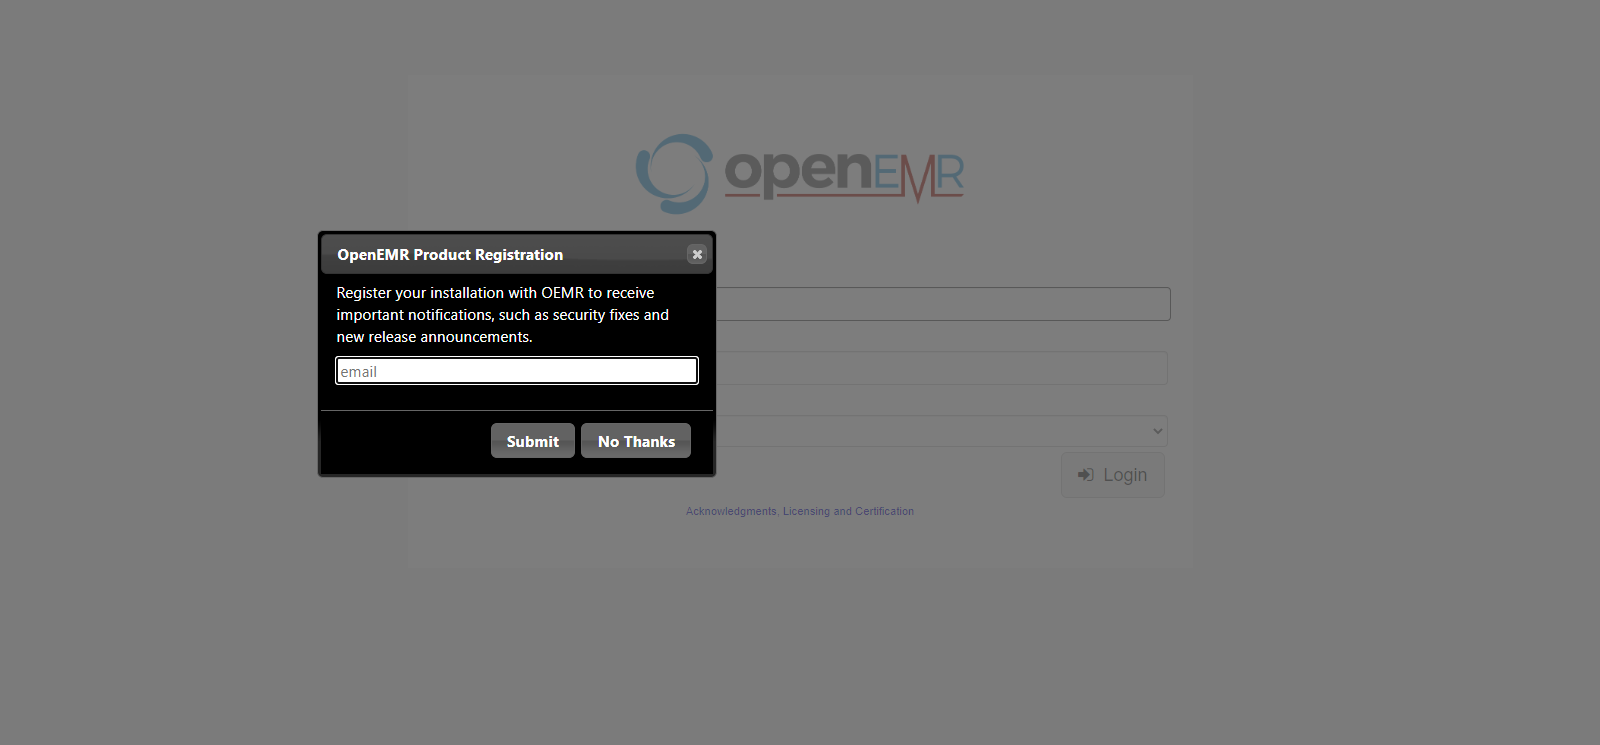 openEMR
OpenEMR Product Registration
Register your installation with OEMR to receive
important notifications, such as security fixes and
new release announcements.
email
Submit No Thanks
Login
Acknowledgments, Licensing and Certification